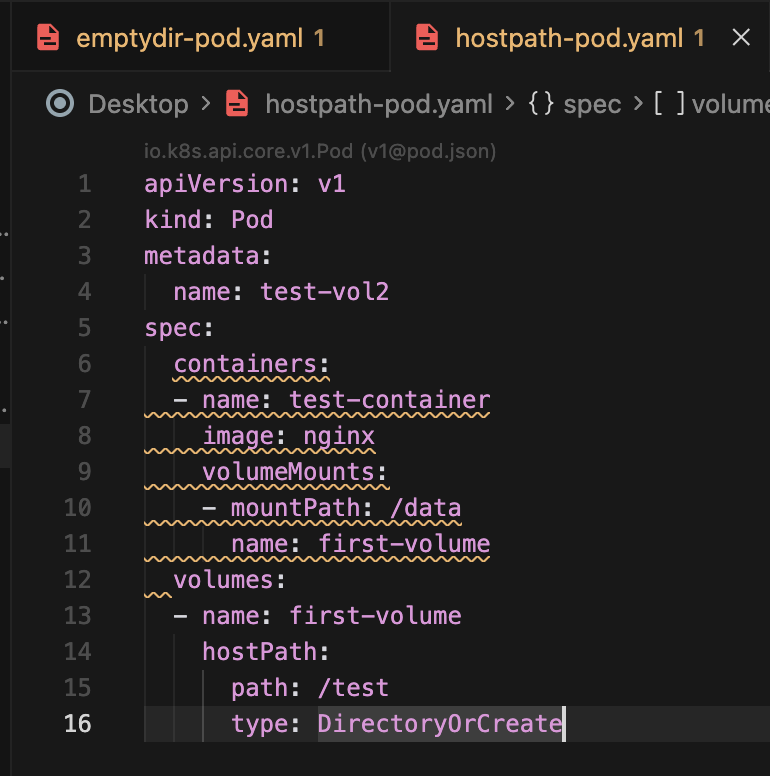 emptydir-pod.yaml 1 hostpath-pod.yaml 1
Desktop > hostpath-pod.yaml > {} spec > [ ] volume
io.k8s.api.core.v1.Pod (v1@pod.json)
1 apiVersion: v1
2 kind: Pod
3 metadata:
4   name: test-vol2
5 spec:
6   containers:
7   - name: test-container
8     image: nginx
9     volumeMounts:
10     - mountPath: /data
11       name: first-volume
12   volumes:
13   - name: first-volume
14     hostPath:
15       path: /test
16       type: DirectoryOrCreate